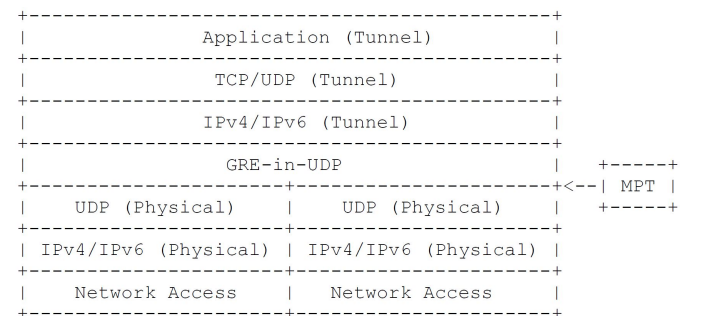 Application (Tunnel)
TCP/UDP (Tunnel)
IPv4/IPv6 (Tunnel)
GRE-in-UDP
MPT
UDP (Physical) | UDP (Physical)
IPv4/IPv6 (Physical) | IPv4/IPv6 (Physical)
Network Access | Network Access